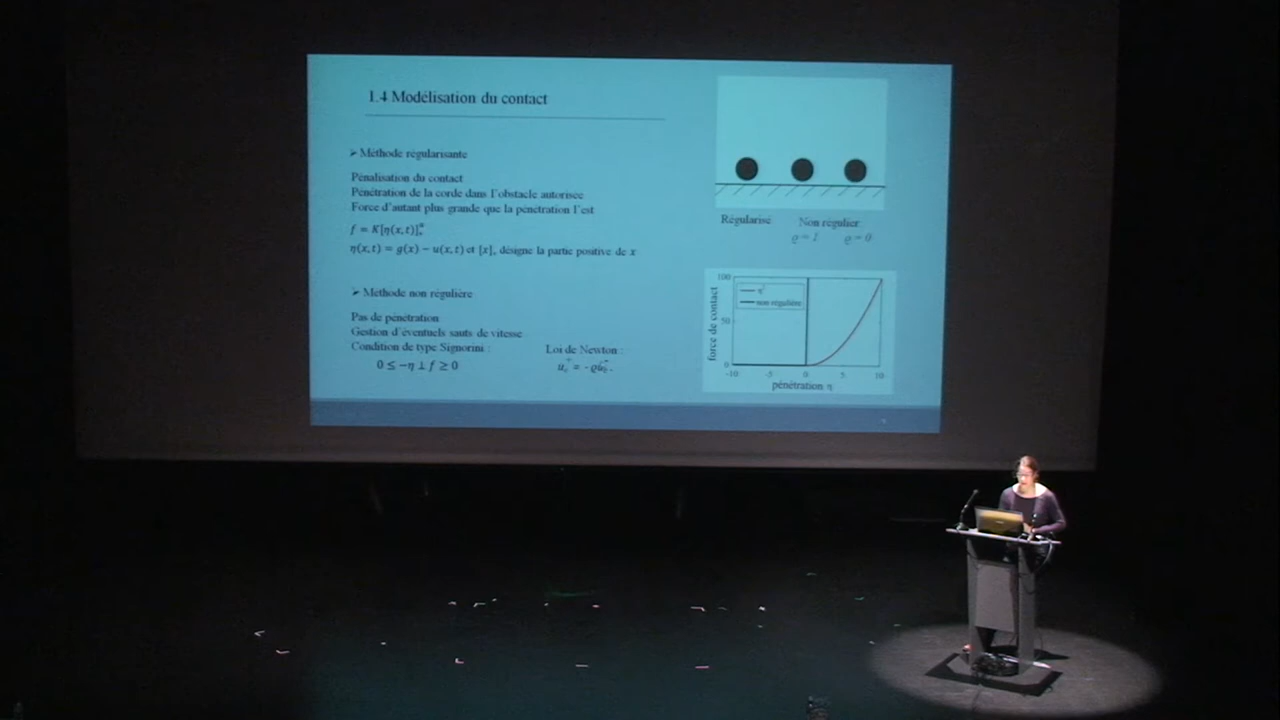 1.4 Modélisation du contact
➢ Méthode régularisante
Pénalisation du contact
Pénétration de la corde dans l'obstacle autorisée
Force d'autant plus grande que la pénétration l'est
f = K[η(x,t)]₊ᵅ
η(x,t) = g(x) − u(x,t) et [x]₊ désigne la partie positive de x
➢ Méthode non régulière
Pas de pénétration
Gestion d'éventuels sauts de vitesse
Condition de type Signorini :
0 ≤ −η ⊥ f ≥ 0
Loi de Newton :
Régularisé
Non régulier
ϱ = 1 ϱ = 0
force de contact
100
50
0
non régulière
-10 -5 0 5 10
pénétration η